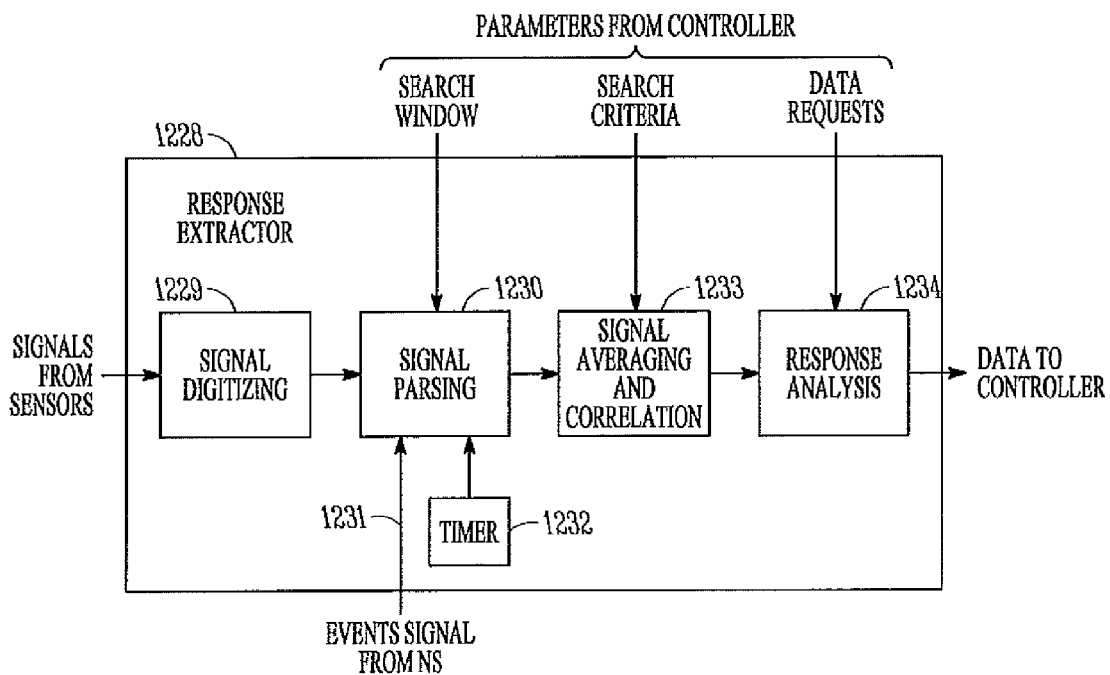 PARAMETERS FROM CONTROLLER
SEARCH
WINDOW
SEARCH
CRITERIA
DATA
REQUESTS
1228
RESPONSE
EXTRACTOR
1229
1230
1233
1234
SIGNALS
FROM
SENSORS
SIGNAL
DIGITIZING
SIGNAL
PARSING
SIGNAL
AVERAGING
AND
CORRELATION
RESPONSE
ANALYSIS
DATA TO
CONTROLLER
1231
TIMER
1232
EVENTS SIGNAL
FROM NS